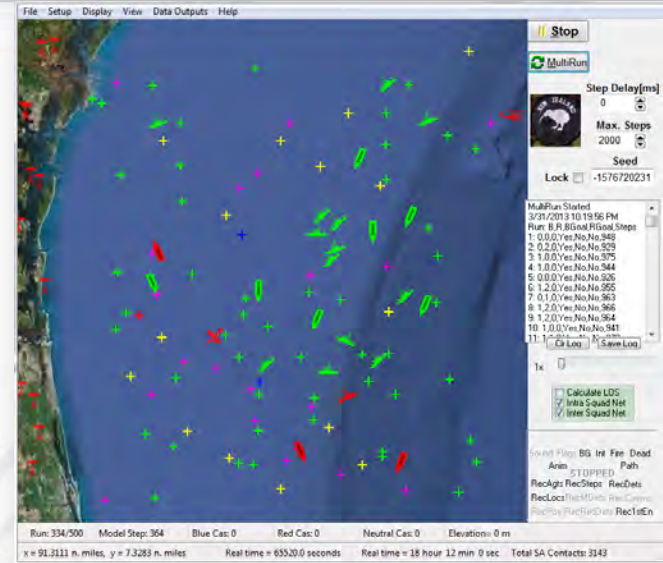 File Setup Display View Data Outputs Help
Stop
MultiRun
Step Delay[ms]
0
NEW ZEALAND
Max. Steps
2000
Seed
Lock -1576720231
MultiRun Started
3/31/2013 10:19:56 PM
Run: B,R,BGoal,RGoal,Steps
1: 0,0,0,Yes,No,No,948
2: 0,2,0,Yes,No,No,929
3: 1,0,0,Yes,No,No,975
4: 1,0,0,Yes,No,No,944
5: 0,0,0,Yes,No,No,926
6: 1,2,0,Yes,No,No,955
7: 0,1,0,Yes,No,No,963
8: 1,2,0,Yes,No,No,966
9: 1,2,0,Yes,No,No,964
10: 1,0,0,Yes,No,No,941
Clr Log Save Log
1x
Calculate LOS
Intra Squad Net
Inter Squad Net
Sound Flags BG Int Fire Dead
Anim Path
STOPPED
RecAgts RecSteps RecDets
RecLocs
Rec1stEn
Run: 334/500 Model Step: 364 Blue Cas: 0 Red Cas: 0 Neutral Cas: 0 Elevation= 0 m
x = 91.3111 n. miles, y = 7.3283 n. miles Real time = 65520.0 seconds Real time = 18 hour 12 min 0 sec Total SA Contacts: 3143